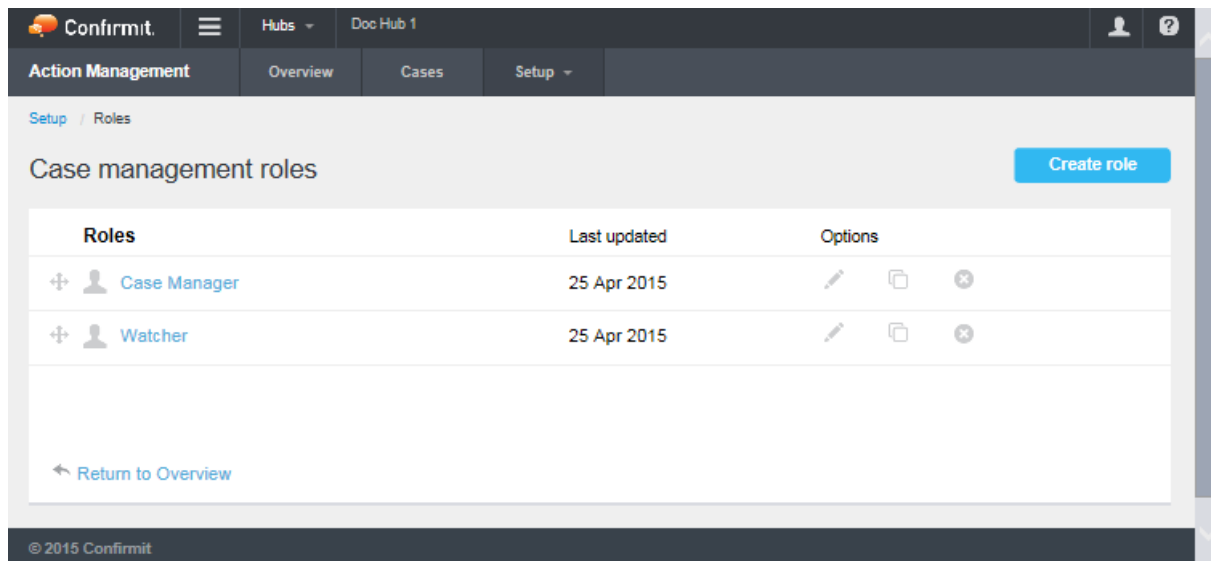 Confirmit. Hubs Doc Hub 1
Action Management Overview Cases Setup
Setup / Roles
Case management roles Create role
Roles Last updated Options
Case Manager 25 Apr 2015
Watcher 25 Apr 2015
Return to Overview
© 2015 Confirmit